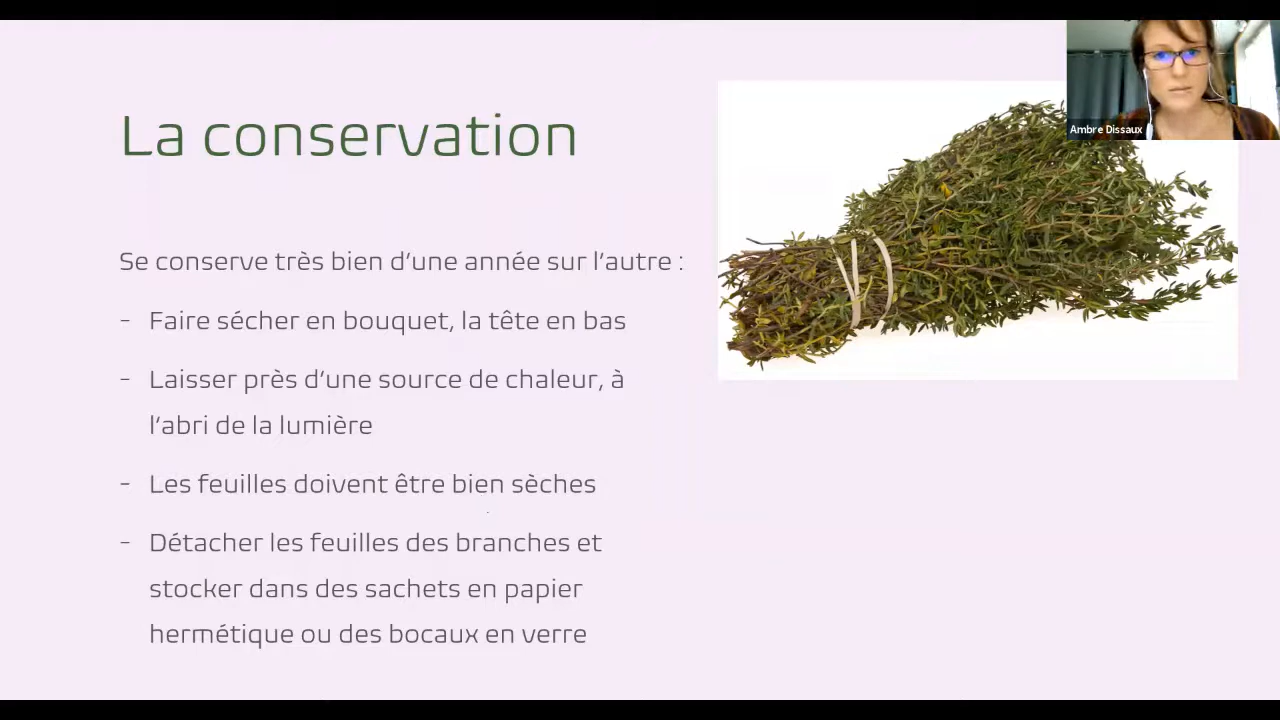 La conservation
Ambre Dissaux
Se conserve très bien d’une année sur l’autre :
- Faire sécher en bouquet, la tête en bas
- Laisser près d’une source de chaleur, à
l’abri de la lumière
- Les feuilles doivent être bien sèches
- Détacher les feuilles des branches et
stocker dans des sachets en papier
hermétique ou des bocaux en verre